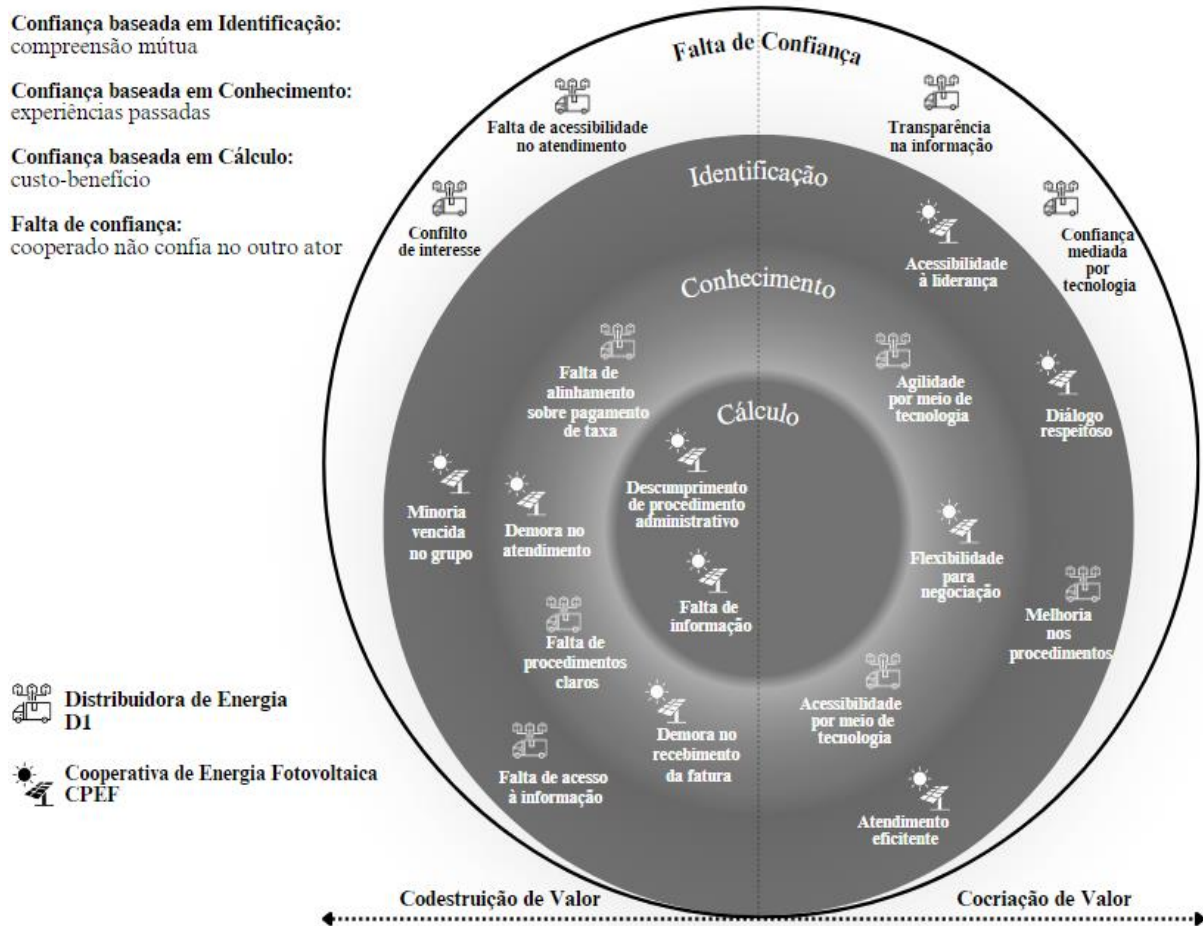 Confiança baseada em Identificação:
compreensão mútua
Confiança baseada em Conhecimento:
experiências passadas
Confiança baseada em Cálculo:
custo-benefício
Falta de confiança:
cooperado não confia no outro ator
Falta de Confiança
Falta de acessibilidade
no atendimento
Transparência
na informação
Identificação
Confilto
de interesse
Acessibilidade
à liderança
Confiança
mediada
por
tecnologia
Conhecimento
Falta de
alinhamento
sobre pagamento
de taxa
Agilidade
por meio de
tecnologia
Diálogo
respeitoso
Cálculo
Minoria
vencida
no grupo
Demora no
atendimento
Descumprimento
de procedimento
administrativo
Flexibilidade
para
negociação
Falta de
informação
Melhoria
nos
procedimentos
Falta de
procedimentos
claros
Acessibilidade
por meio de
tecnologia
Demora no
recebimento
da fatura
Falta de acesso
à informação
Atendimento
eficitente
Distribuidora de Energia
D1
Cooperativa de Energia Fotovoltaica
CPEF
Codestruição de Valor
Cocriação de Valor